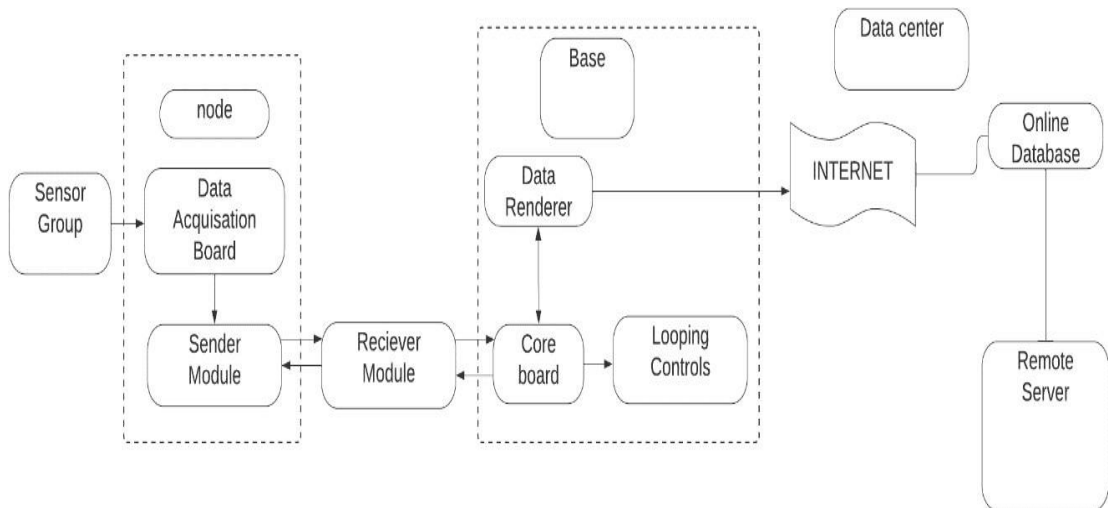 node
Base
Data center
Sensor
Group
Data
Acquisation
Board
Data
Renderer
INTERNET
Online
Database
Sender
Module
Reciever
Module
Core
board
Looping
Controls
Remote
Server